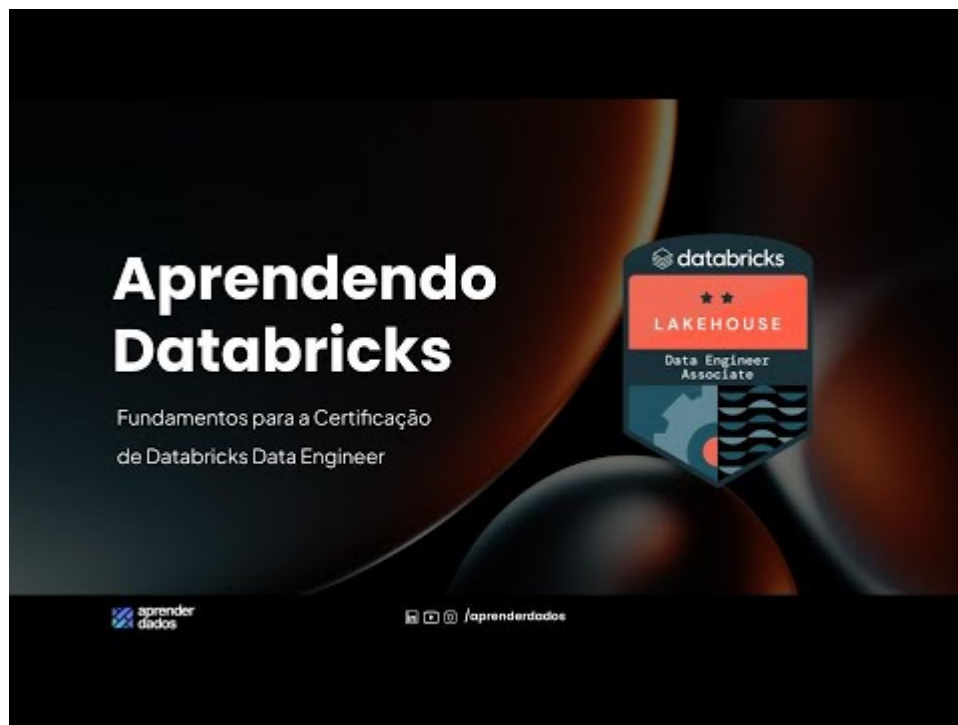 Aprendendo
Databricks
Fundamentos para a Certificação
de Databricks Data Engineer
databricks
LAKEHOUSE
Data Engineer
Associate
aprender
dados
/aprenderdados